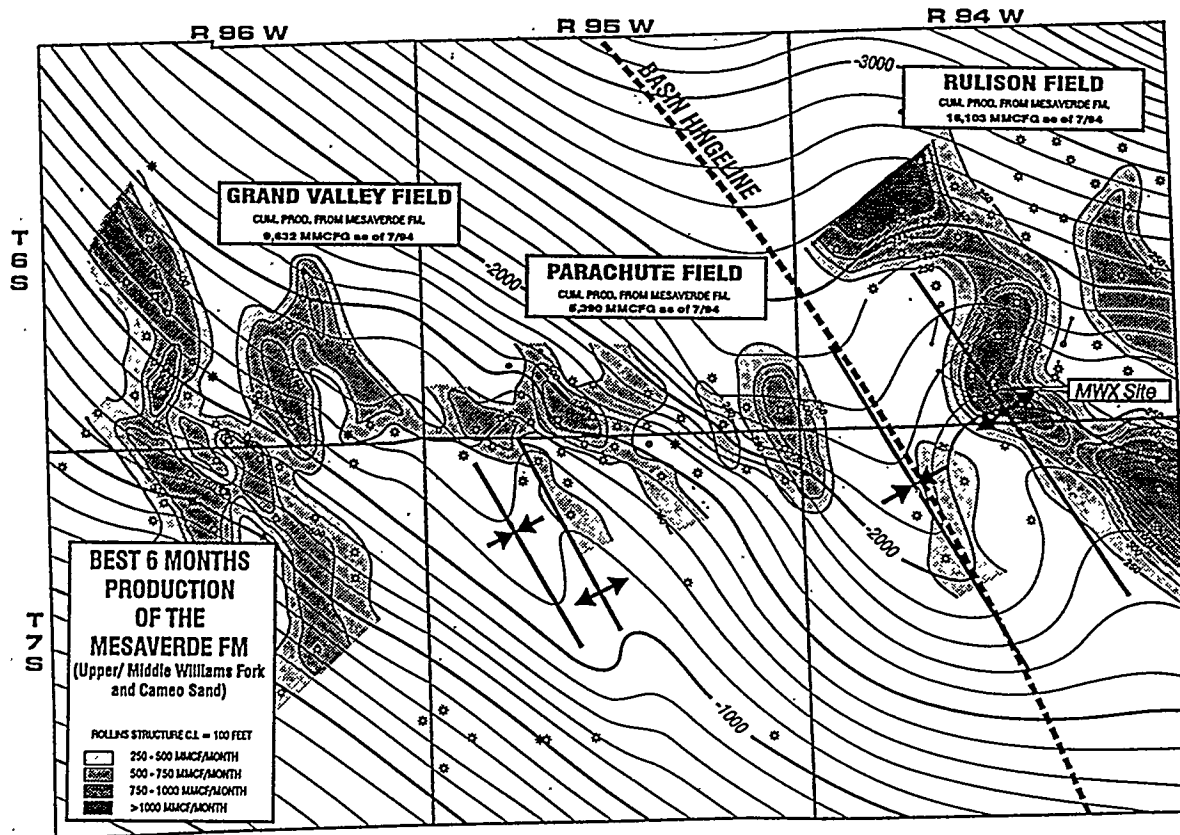 R 96 W
R 95 W
R 94 W
T
6
S
T
7
S
BASIN HINGELINE
-3000
RULISON FIELD
CUM. PROD. FROM MESAVERDE FM.
16,103 MMCFG as of 7/94
GRAND VALLEY FIELD
CUM. PROD. FROM MESAVERDE FM.
9,632 MMCFG as of 7/94
-2000
PARACHUTE FIELD
CUM. PROD. FROM MESAVERDE FM.
MMCFG as of 7/94
250
250
MWX Site
-2000
-1000
BEST 6 MONTHS
PRODUCTION
OF THE
MESAVERDE FM
(Upper/ Middle Williams Fork
and Cameo Sand)
ROLLINS STRUCTURE C.I. = 100 FEET
250 - 500 MMCF/MONTH
500 - 750 MMCF/MONTH
750 - 1000 MMCF/MONTH
>1000 MMCF/MONTH